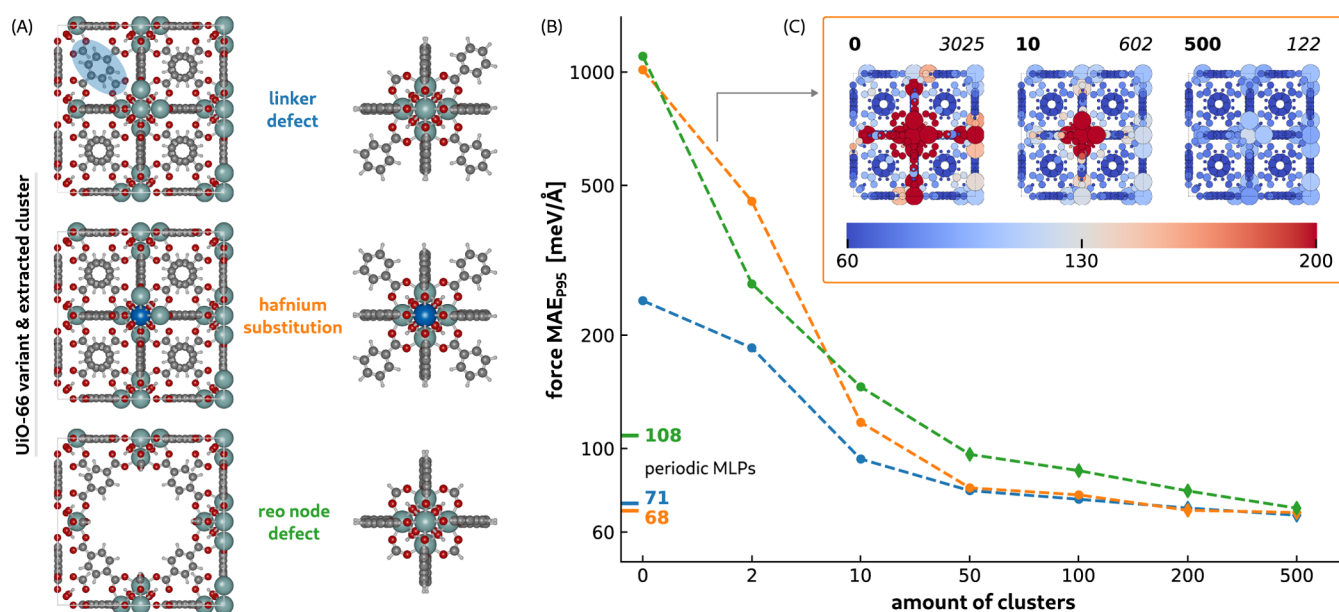 (A)
UiO-66 variant & extracted cluster
linker
defect
hafnium
substitution
reo node
defect
(B)
force MAE_P95 [meV/Å]
1000
500
200
100
60
108
periodic MLPs
71
68
0
2
10
50
100
200
500
amount of clusters
(C)
0 3025 10 602 500 122
60 130 200